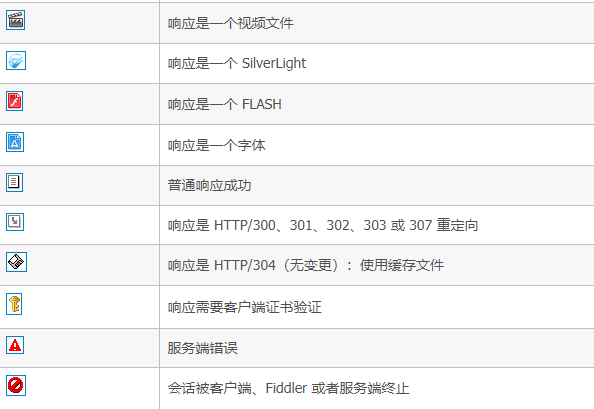 响应是一个视频文件
响应是一个 SilverLight
响应是一个 FLASH
响应是一个字体
普通响应成功
响应是 HTTP/300、301、302、303 或 307 重定向
响应是 HTTP/304（无变更）：使用缓存文件
响应需要客户端证书验证
服务端错误
会话被客户端、Fiddler 或者服务端终止